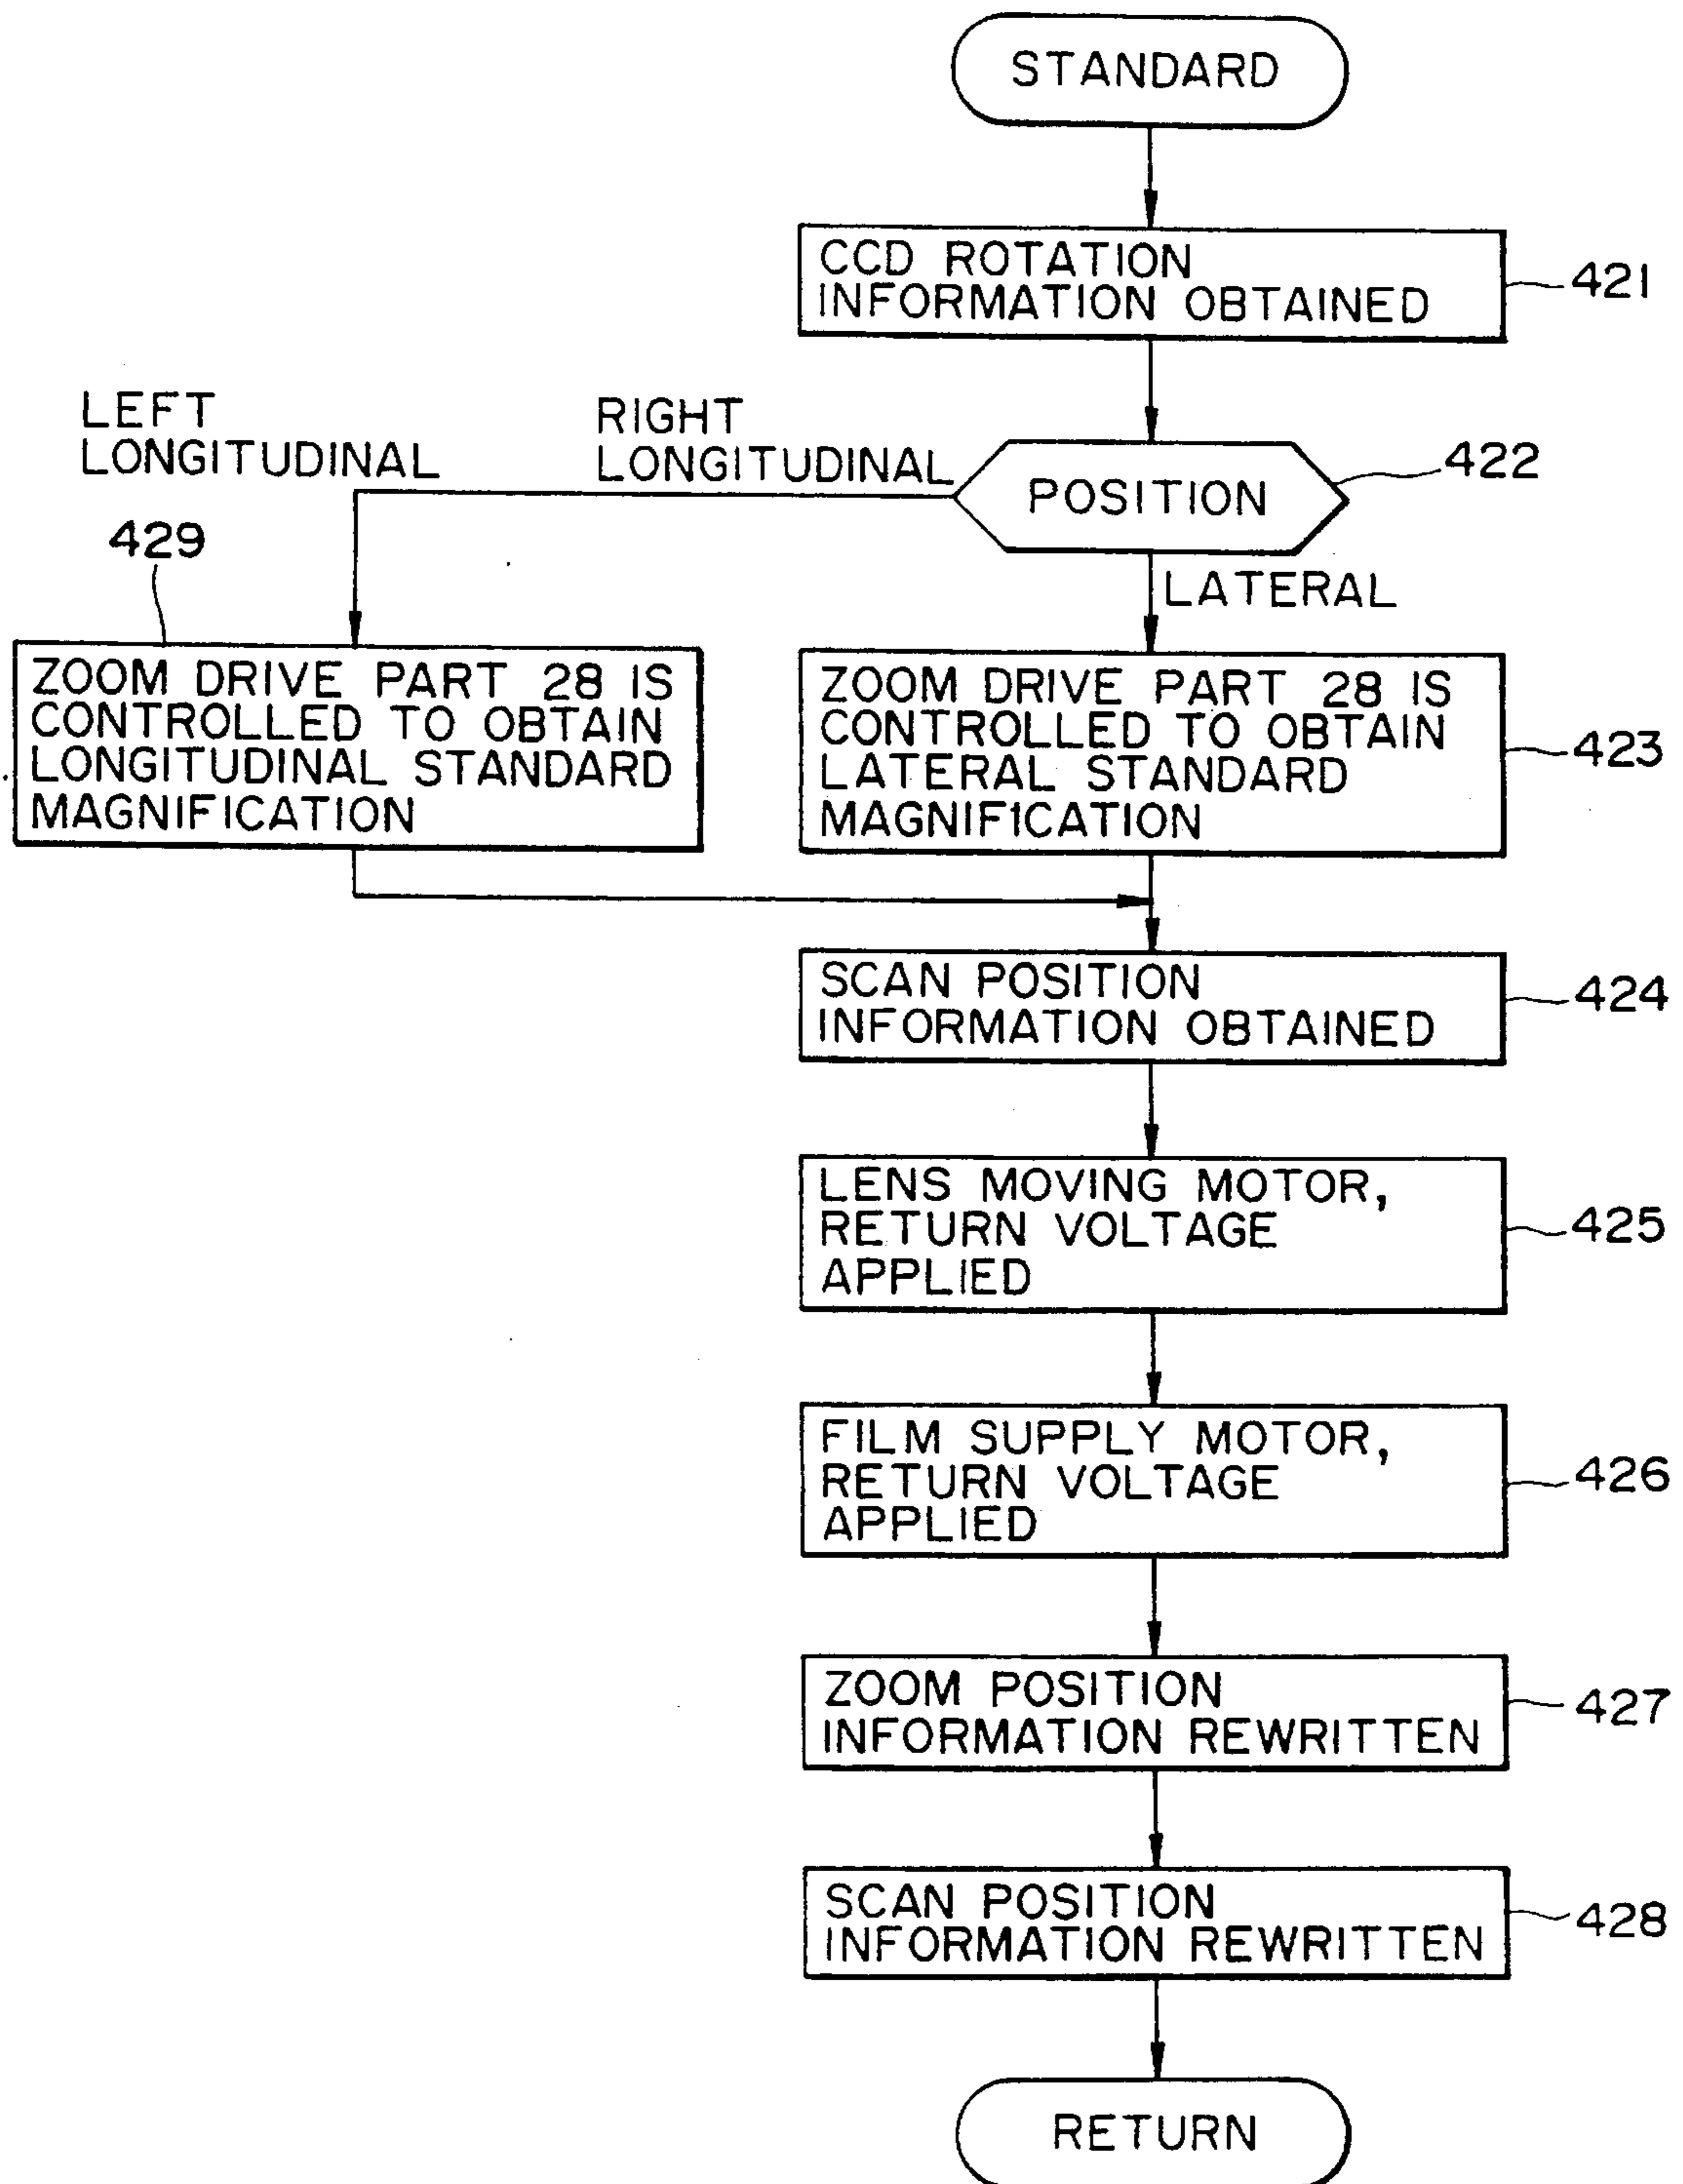 STANDARD
CCD ROTATION
INFORMATION OBTAINED
421
LEFT
LONGITUDINAL
RIGHT
LONGITUDINAL
POSITION
422
429
LATERAL
ZOOM DRIVE PART 28 IS
CONTROLLED TO OBTAIN
LONGITUDINAL STANDARD
MAGNIFICATION
ZOOM DRIVE PART 28 IS
CONTROLLED TO OBTAIN
LATERAL STANDARD
MAGNIFICATION
423
SCAN POSITION
INFORMATION OBTAINED
424
LENS MOVING MOTOR,
RETURN VOLTAGE
APPLIED
425
FILM SUPPLY MOTOR,
RETURN VOLTAGE
APPLIED
426
ZOOM POSITION
INFORMATION REWRITTEN
427
SCAN POSITION
INFORMATION REWRITTEN
428
RETURN